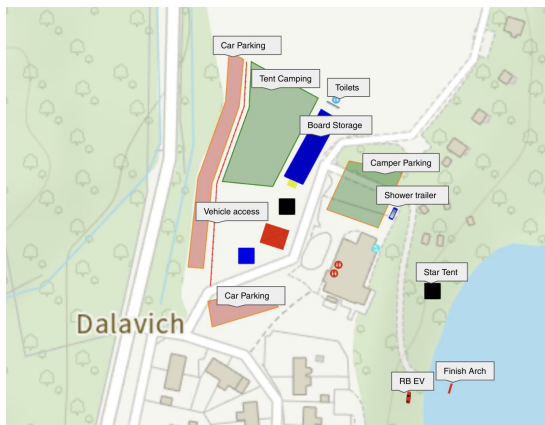 Car Parking
Tent Camping
Toilets
Board Storage
Camper Parking
Shower trailer
Vehicle access
Star Tent
Car Parking
Dalavich
Finish Arch
RB EV